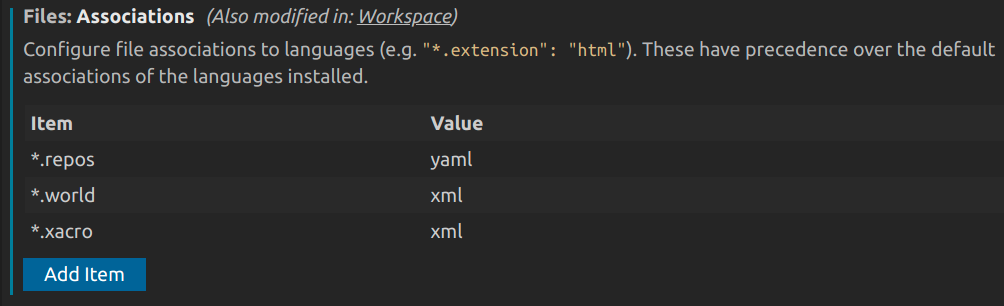 Files: Associations (Also modified in: Workspace)
Configure file associations to languages (e.g. "*.extension": "html"). These have precedence over the default
associations of the languages installed.
Item Value
*.repos yaml
*.world xml
*.xacro xml
Add Item